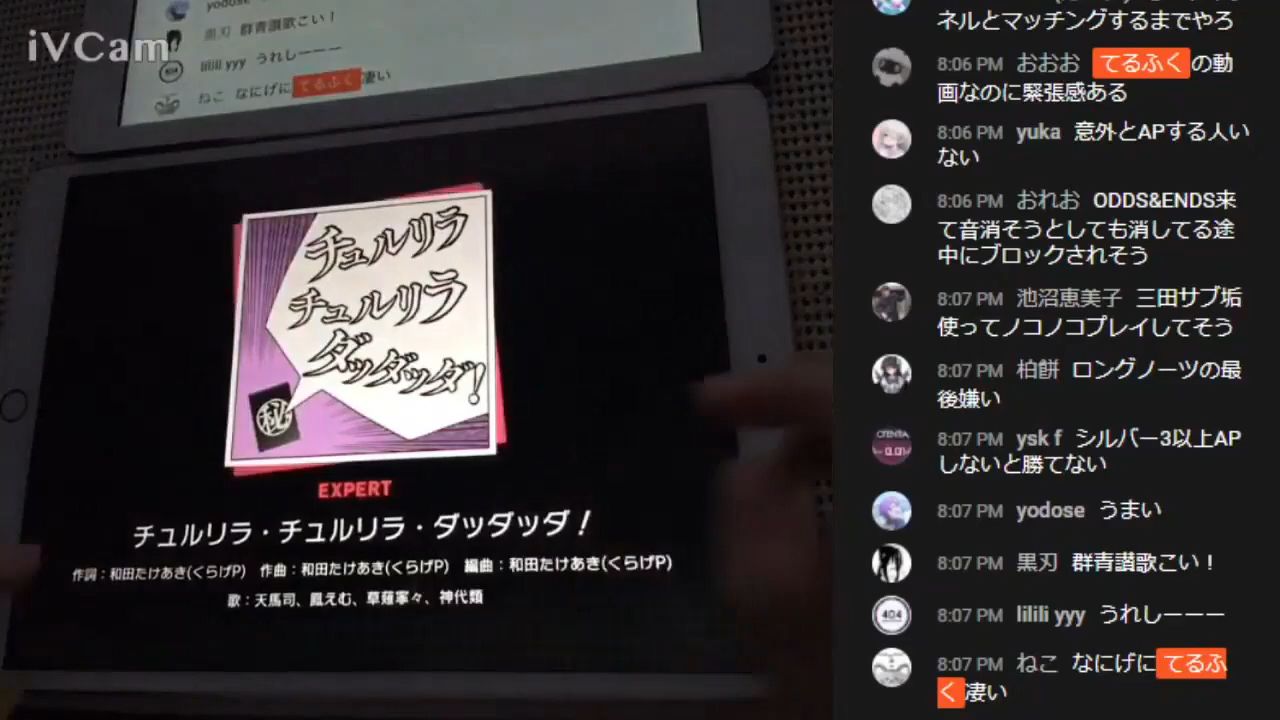 iVCam
yodose
黒刃 群青讃歌こい！
lilili yyy うれしーーー
ねこ なにげにてるふく凄い
チュルリラ
チュルリラ
ダッダッダ!
秘
EXPERT
チュルリラ・チュルリラ・ダッダッダ！
作詞：和田たけあき(くらげP) 作曲：和田たけあき(くらげP) 編曲：和田たけあき(くらげP)
歌：天馬司、鳳えむ、草薙寧々、神代類
ネルとマッチングするまでやろ
8:06 PM おおお てるふくの動
画なのに緊張感ある
8:06 PM yuka 意外とAPする人い
ない
8:06 PM おれお ODDS&ENDS来
て音消そうとしても消してる途
中にブロックされそう
8:07 PM 池沼恵美子 三田サブ垢
使ってノコノコプレイしてそう
8:07 PM 柏餅 ロングノーツの最
後嫌い
8:07 PM ysk f シルバー3以上AP
しないと勝てない
8:07 PM yodose うまい
8:07 PM 黒刃 群青讃歌こい！
404
8:07 PM lilili yyy うれしーーー
8:07 PM ねこ なにげにてるふ
く凄い